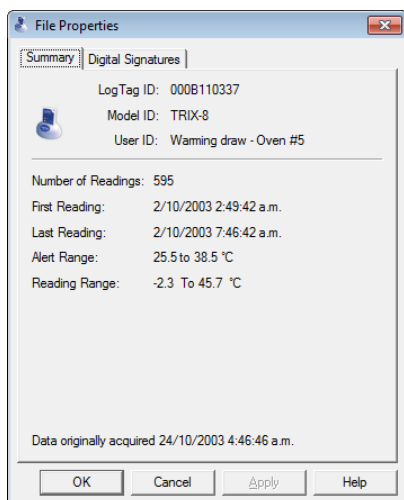 File Properties
Summary Digital Signatures
LogTag ID: 000B110337
Model ID: TRIX-8
User ID: Warming draw - Oven #5
Number of Readings: 595
First Reading: 2/10/2003 2:49:42 a.m.
Last Reading: 2/10/2003 7:46:42 a.m.
Alert Range: 25.5 to 38.5 °C
Reading Range: -2.3 To 45.7 °C
Data originally acquired 24/10/2003 4:46:46 a.m.
OK Cancel Apply Help